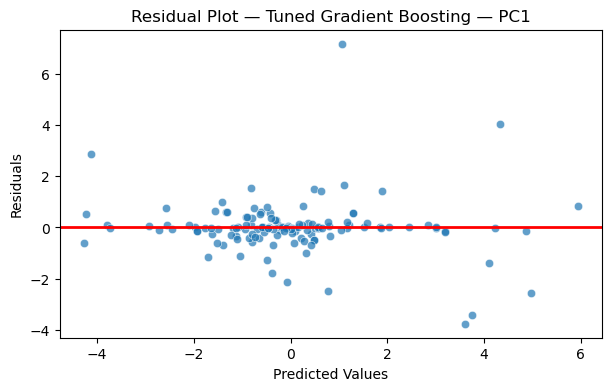 Residual Plot — Tuned Gradient Boosting — PC1
Residuals
6
4
2
0
−2
−4
−4 −2 0 2 4 6
Predicted Values